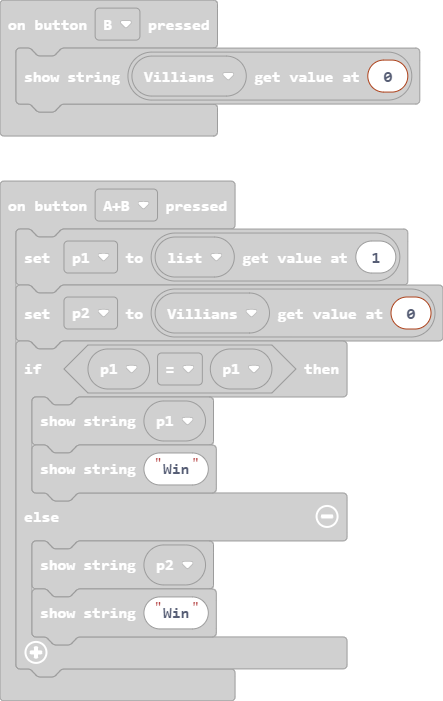 on button B pressed
show string Villians get value at 0
on button A+B pressed
set p1 to list get value at 1
set p2 to Villians get value at 0
if p1 = p1 then
show string p1
show string "Win"
else
show string p2
show string "Win"